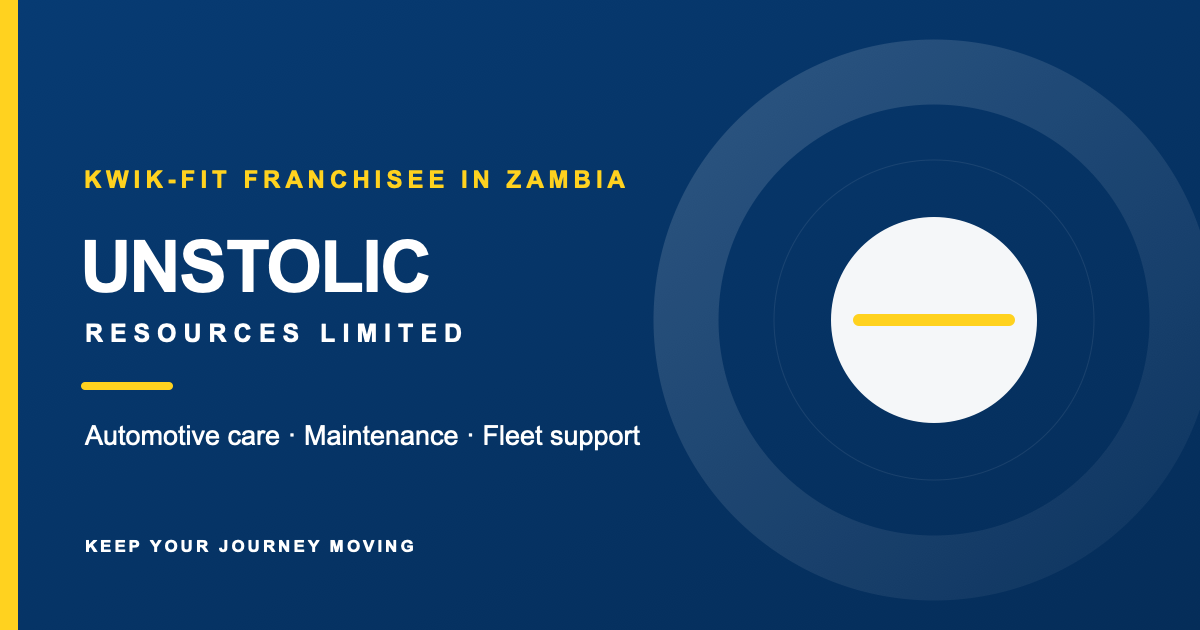 KWIK-FIT FRANCHISEE IN ZAMBIA
UNSTOLIC
RESOURCES LIMITED
Automotive care · Maintenance · Fleet support
KEEP YOUR JOURNEY MOVING